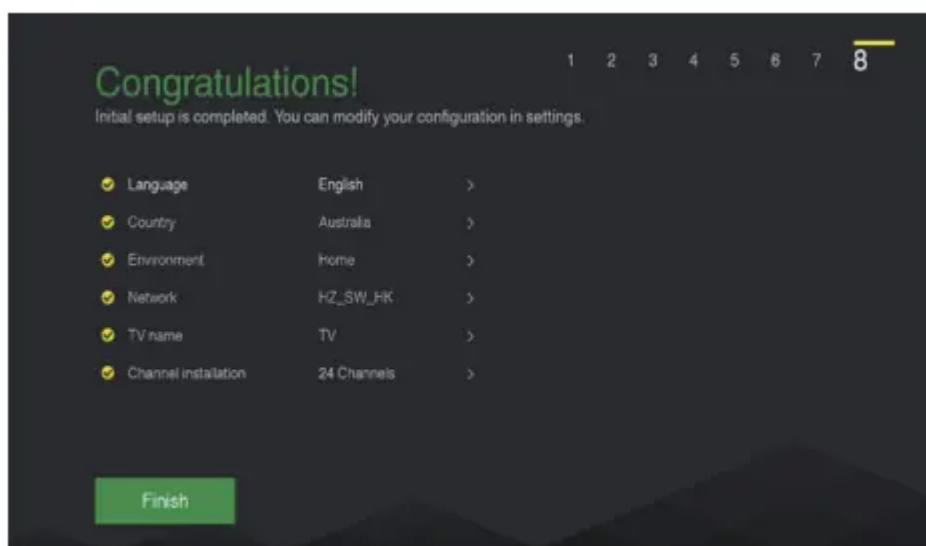 1 2 3 4 5 6 7 8
Congratulations!
Initial setup is completed. You can modify your configuration in settings.
Language English >
Country Australia >
Environment Home >
Network HZ_SW_HK >
TV name TV >
Channel installation 24 Channels >
Finish